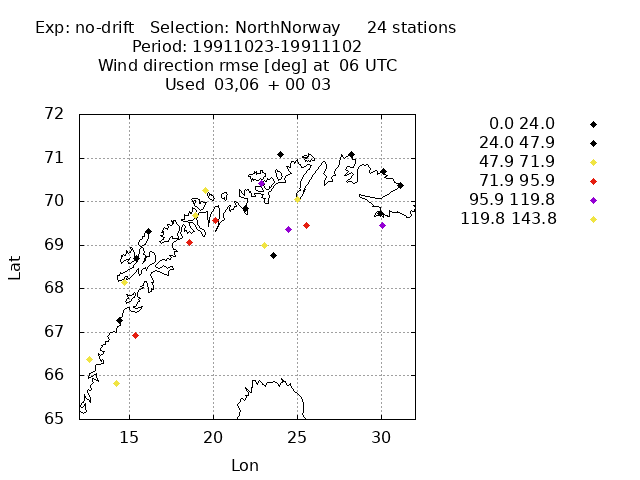 Exp: no-drift Selection: NorthNorway 24 stations
Period: 19911023-19911102
Wind direction rmse [deg] at 06 UTC
Used 03,06 + 00 03
0.0 24.0
24.0 47.9
47.9 71.9
71.9 95.9
95.9 119.8
119.8 143.8
72
71
70
69
68
67
66
65
Lat
15 20 25 30
Lon